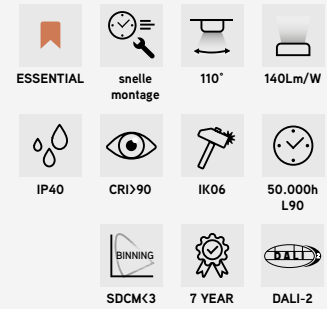 ESSENTIAL
snelle
montage
110°
140Lm/W
IP40
CRI>90
IK06
50.000h
L90
BINNING
DALI 2
SDCM<3
7 YEAR
DALI-2